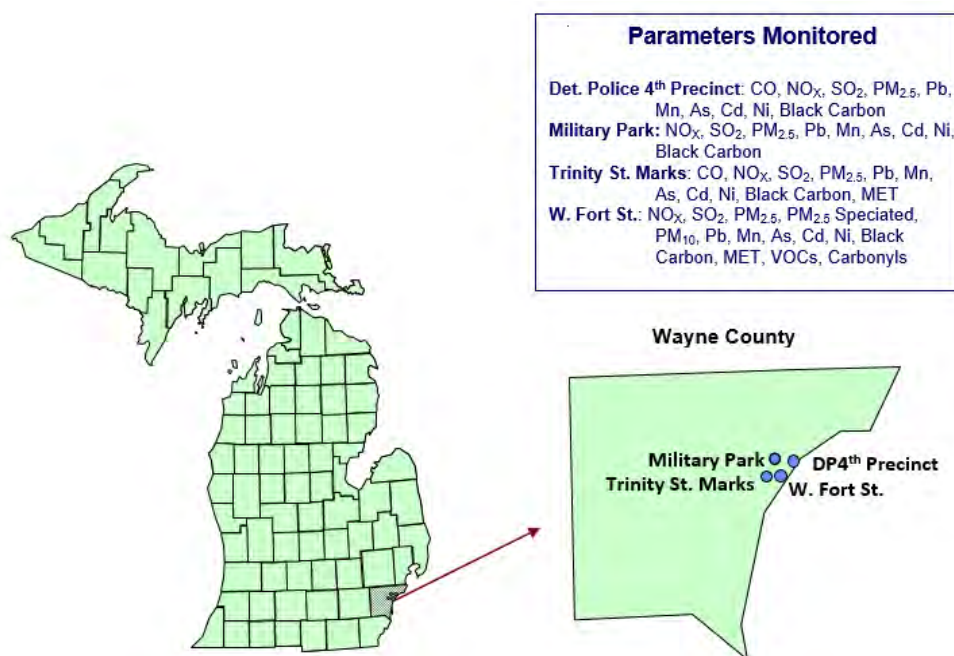 Parameters Monitored
Det. Police 4th Precinct: CO, NOX, SO2, PM2.5, Pb,
Mn, As, Cd, Ni, Black Carbon
Military Park: NOX, SO2, PM2.5, Pb, Mn, As, Cd, Ni,
Black Carbon
Trinity St. Marks: CO, NOX, SO2, PM2.5, Pb, Mn,
As, Cd, Ni, Black Carbon, MET
W. Fort St.: NOX, SO2, PM2.5, PM2.5 Speciated,
PM10, Pb, Mn, As, Cd, Ni, Black
Carbon, MET, VOCs, Carbonyls
Wayne County
Military Park
DP4th Precinct
Trinity St. Marks
W. Fort St.